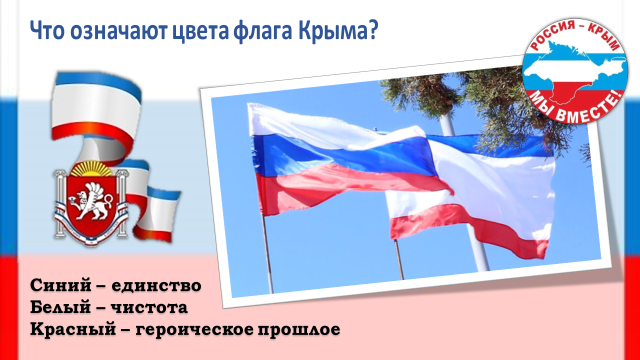 Что означают цвета флага Крыма?
РОССИЯ – КРЫМ
МЫ ВМЕСТЕ!
Синий – единство
Белый – чистота
Красный – героическое прошлое